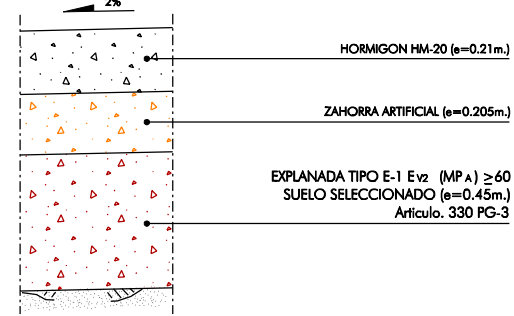 2%
HORMIGON HM-20 (e=0.21m.)
ZAHORRA ARTIFICIAL (e=0.205m.)
EXPLANADA TIPO E-1 EV2 (MPA) ≥60
SUELO SELECCIONADO (e=0.45m.)
Articulo. 330 PG-3